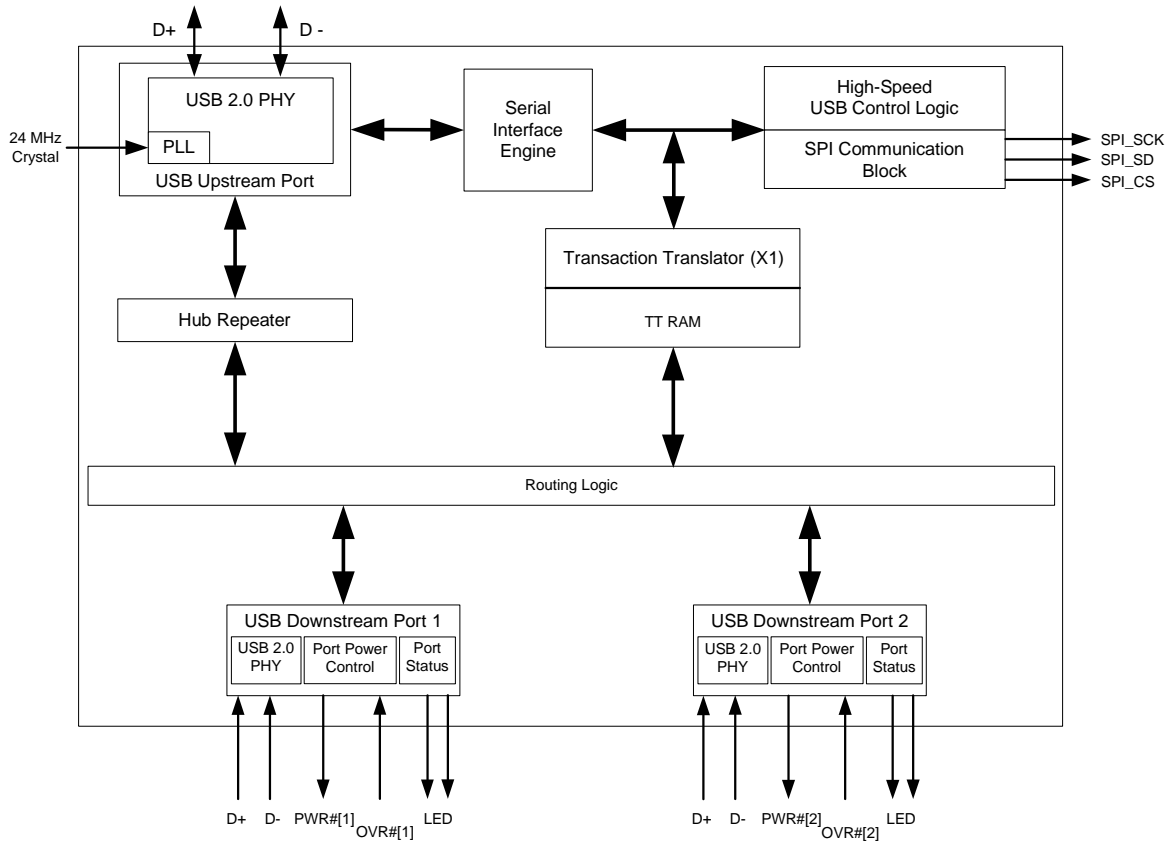 D+
D -
USB 2.0 PHY
PLL
USB Upstream Port
24 MHz
Crystal
Serial
Interface
Engine
High-Speed
USB Control Logic
SPI Communication
Block
SPI_SCK
SPI_SD
SPI_CS
Transaction Translator (X1)
TT RAM
Hub Repeater
Routing Logic
USB Downstream Port 1
USB 2.0
PHY
Port Power
Control
Port
Status
USB Downstream Port 2
USB 2.0
PHY
Port Power
Control
Port
Status
D+
D-
PWR#[1]
OVR#[1]
LED
D+
D-
PWR#[2]
OVR#[2]
LED